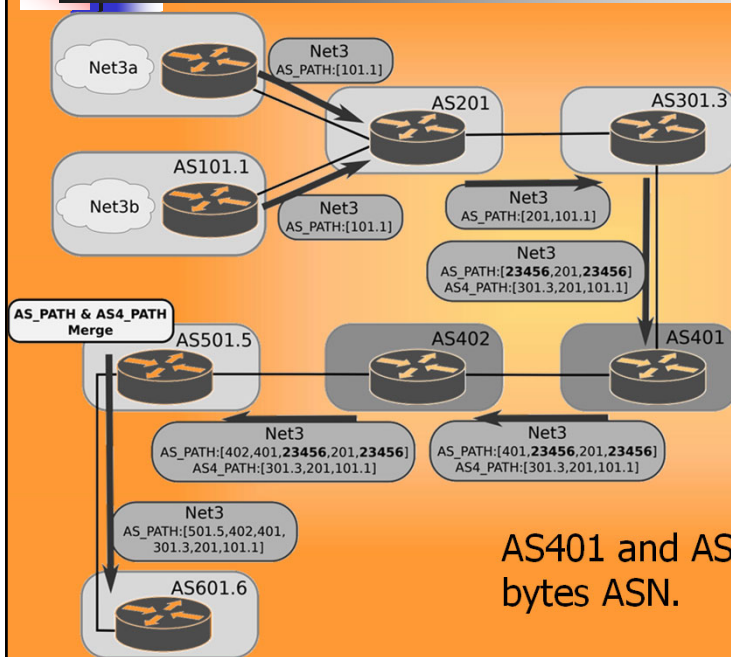 Net3a
Net3
AS_PATH:[101.1]
AS201
AS301.3
AS101.1
Net3b
Net3
AS_PATH:[101.1]
Net3
AS_PATH:[201,101.1]
Net3
AS_PATH:[23456,201,23456]
AS4_PATH:[301.3,201,101.1]
AS_PATH & AS4_PATH
Merge
AS501.5
AS402
AS401
Net3
AS_PATH:[402,401,23456,201,23456]
AS4_PATH:[301.3,201,101.1]
Net3
AS_PATH:[401,23456,201,23456]
AS4_PATH:[301.3,201,101.1]
Net3
AS_PATH:[501.5,402,401,
301.3,201,101.1]
AS601.6
AS401 and AS
bytes ASN.